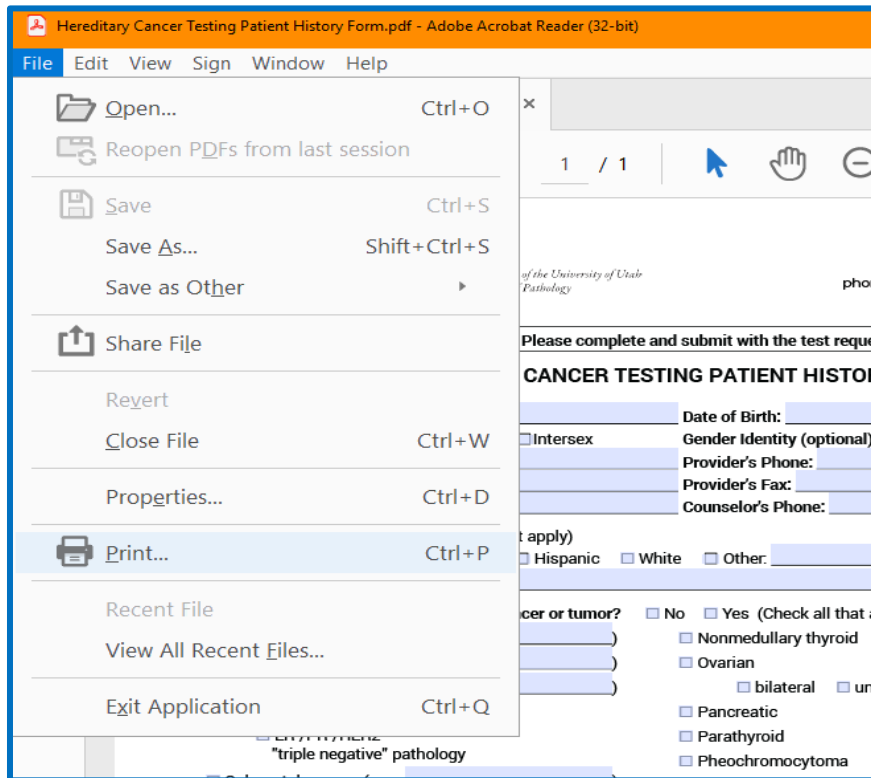 Hereditary Cancer Testing Patient History Form.pdf - Adobe Acrobat Reader (32-bit)
File Edit View Sign Window Help
Open... Ctrl+O
Reopen PDFs from last session
Save Ctrl+S
Save As... Shift+Ctrl+S
Save as Other
Share File
Revert
Close File Ctrl+W
Properties... Ctrl+D
Print... Ctrl+P
Recent File
View All Recent Files...
Exit Application Ctrl+Q
1 / 1
of the University of Utah
Pathology
Please complete and submit with the test
CANCER TESTING PATIENT
Date of Birth:
Intersex Gender Identity (optional)
Provider's Phone:
Provider's Fax:
Counselor's Phone:
apply)
Hispanic White Other:
or tumor? No Yes (Check all that
) Nonmedullary thyroid
) Ovarian
) bilateral
Pancreatic
Parathyroid
"triple negative" pathology Pheochromocytoma